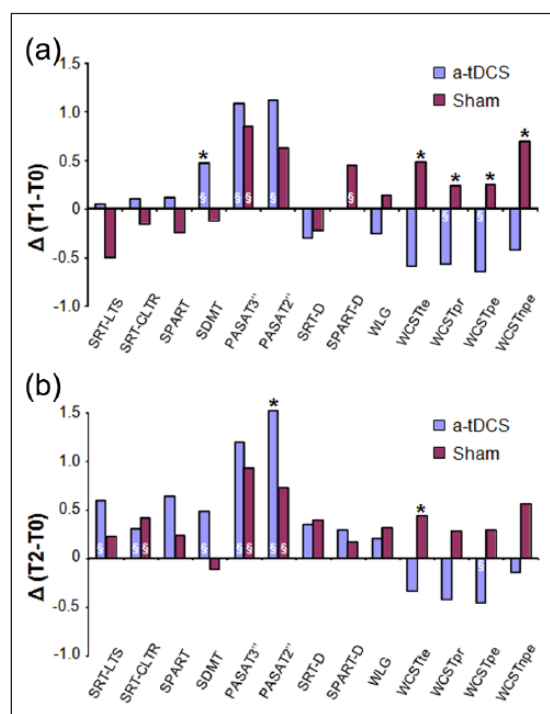 (a)
1.5
1.0
0.5
0
-0.5
-1.0
Δ (T1-T0)
a-tDCS
Sham
*
§
§ §
§
§
*
§
*
§
*
*
SRT-LTS
SRT-CLTR
SPART
SDMT
PASAT3"
PASAT2"
SRT-D
SPART-D
WLG
WCSTte
WCSTpr
WCSTpe
WCSTnpe
(b)
1.5
1.0
0.5
0
-0.5
-1.0
Δ (T2-T0)
a-tDCS
Sham
§
§ §
§
§ §
*
§ §
*
§
SRT-LTS
SRT-CLTR
SPART
SDMT
PASAT3"
PASAT2"
SRT-D
SPART-D
WLG
WCSTte
WCSTpr
WCSTpe
WCSTnpe